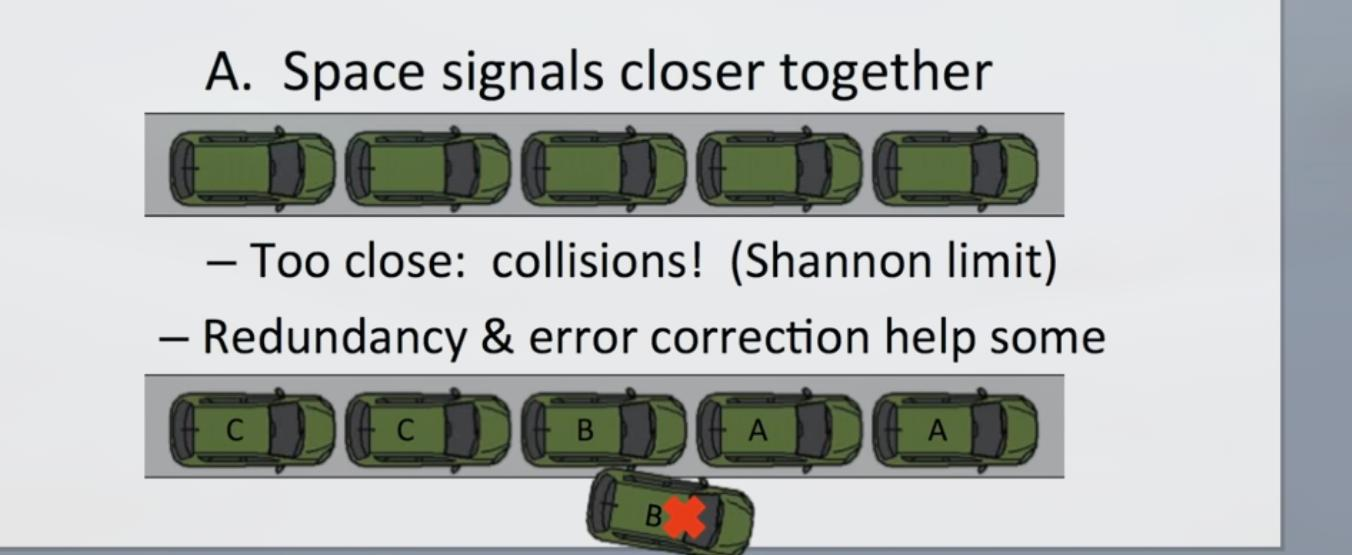 A. Space signals closer together
– Too close: collisions! (Shannon limit)
– Redundancy & error correction help some
C C B A A
B